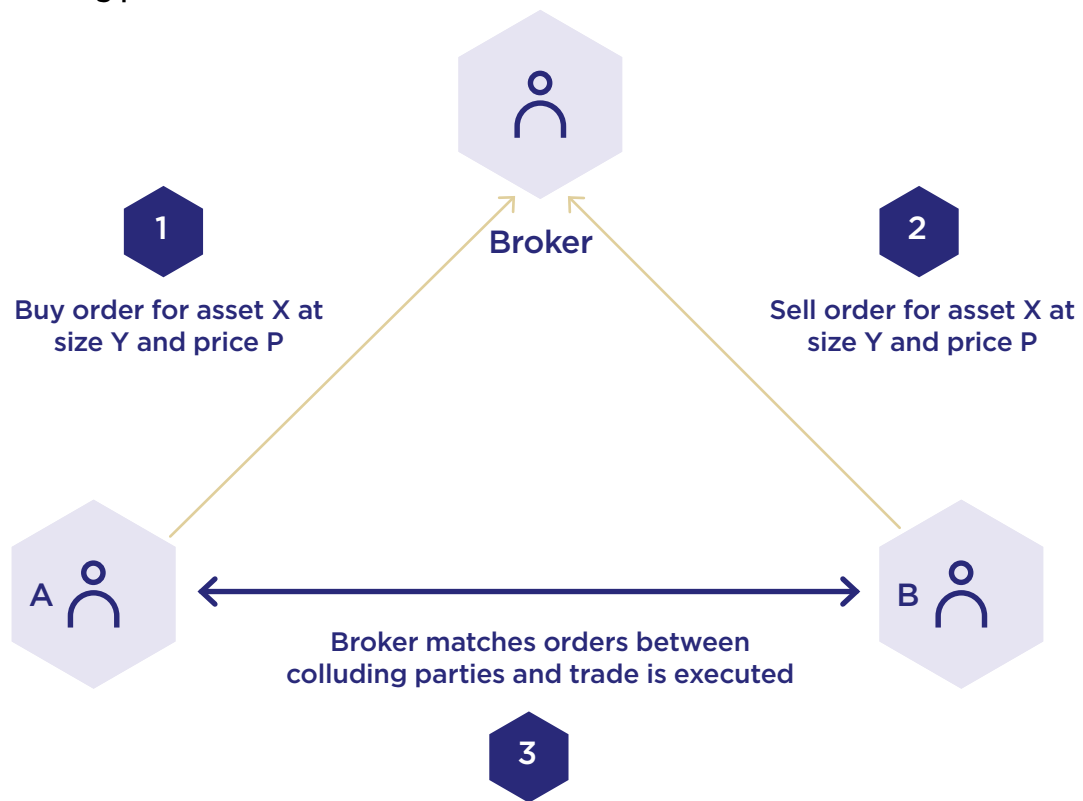 Broker
1
Buy order for asset X at
size Y and price P
2
Sell order for asset X at
size Y and price P
A
B
Broker matches orders between
colluding parties and trade is executed
3